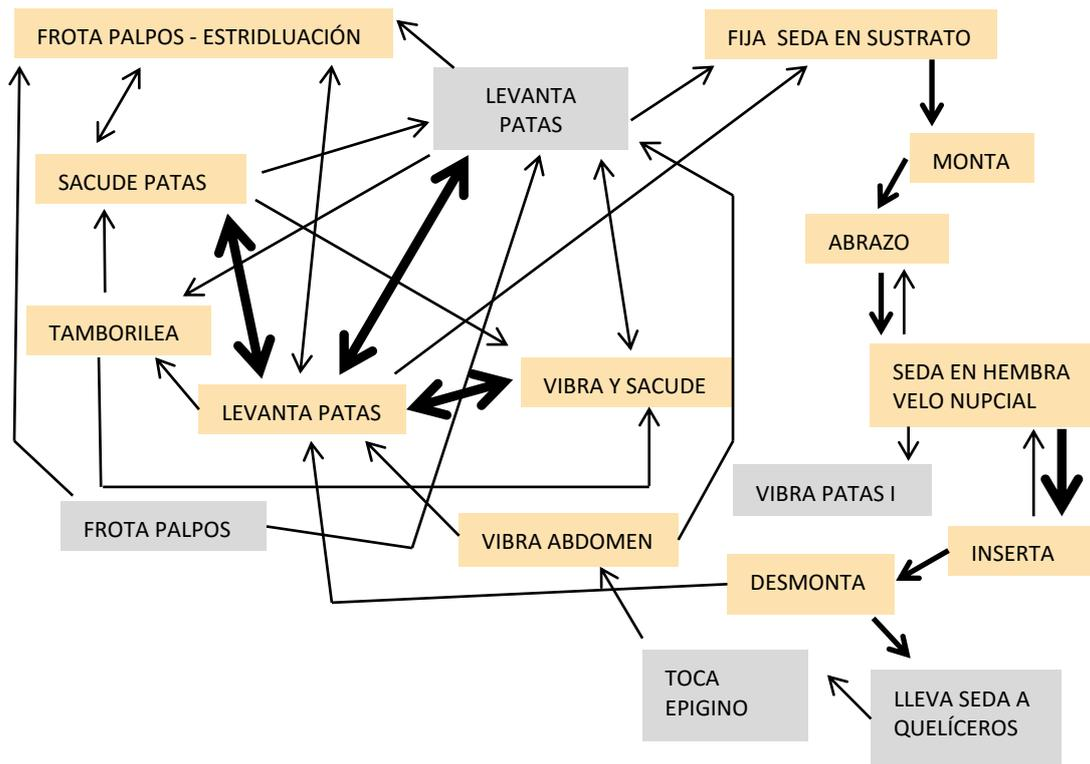 FROTA PALPOS - ESTRIDLUACIÓN
FIJA SEDA EN SUSTRATO
LEVANTA
PATAS
MONTA
SACUDE PATAS
ABRAZO
TAMBORILEA
SEDA EN HEMBRA
VELO NUPCIAL
VIBRA Y SACUDE
LEVANTA PATAS
VIBRA PATAS I
FROTA PALPOS
VIBRA ABDOMEN
INSERTA
DESMONTA
TOCA
EPIGINO
LLEVA SEDA A
QUELÍCEROS